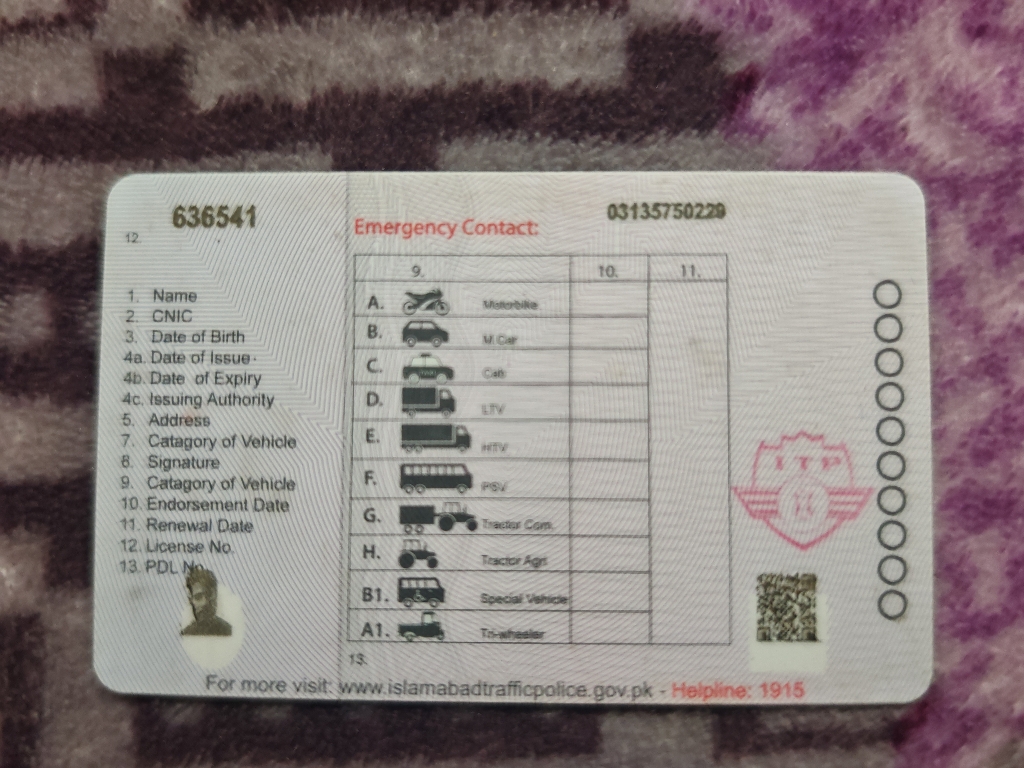 636541
12.
Emergency Contact:
03135750229
1. Name
2. CNIC
3. Date of Birth
4a. Date of Issue
4b. Date of Expiry
4c. Issuing Authority
5. Address
7. Catagory of Vehicle
8. Signature
9. Catagory of Vehicle
10. Endorsement Date
11. Renewal Date
12. License No.
13. PDL No.
9. 10. 11.
A. Motorbike
B. M.Car
C. Cab
D. LTV
E. HTV
F. PSV
G. Tractor Com.
H. Tractor Agri
B1. Special Vehicle
A1. Tri-wheeler
13.
ITP
For more visit: www.islamabadtrafficpolice.gov.pk - Helpline: 1915